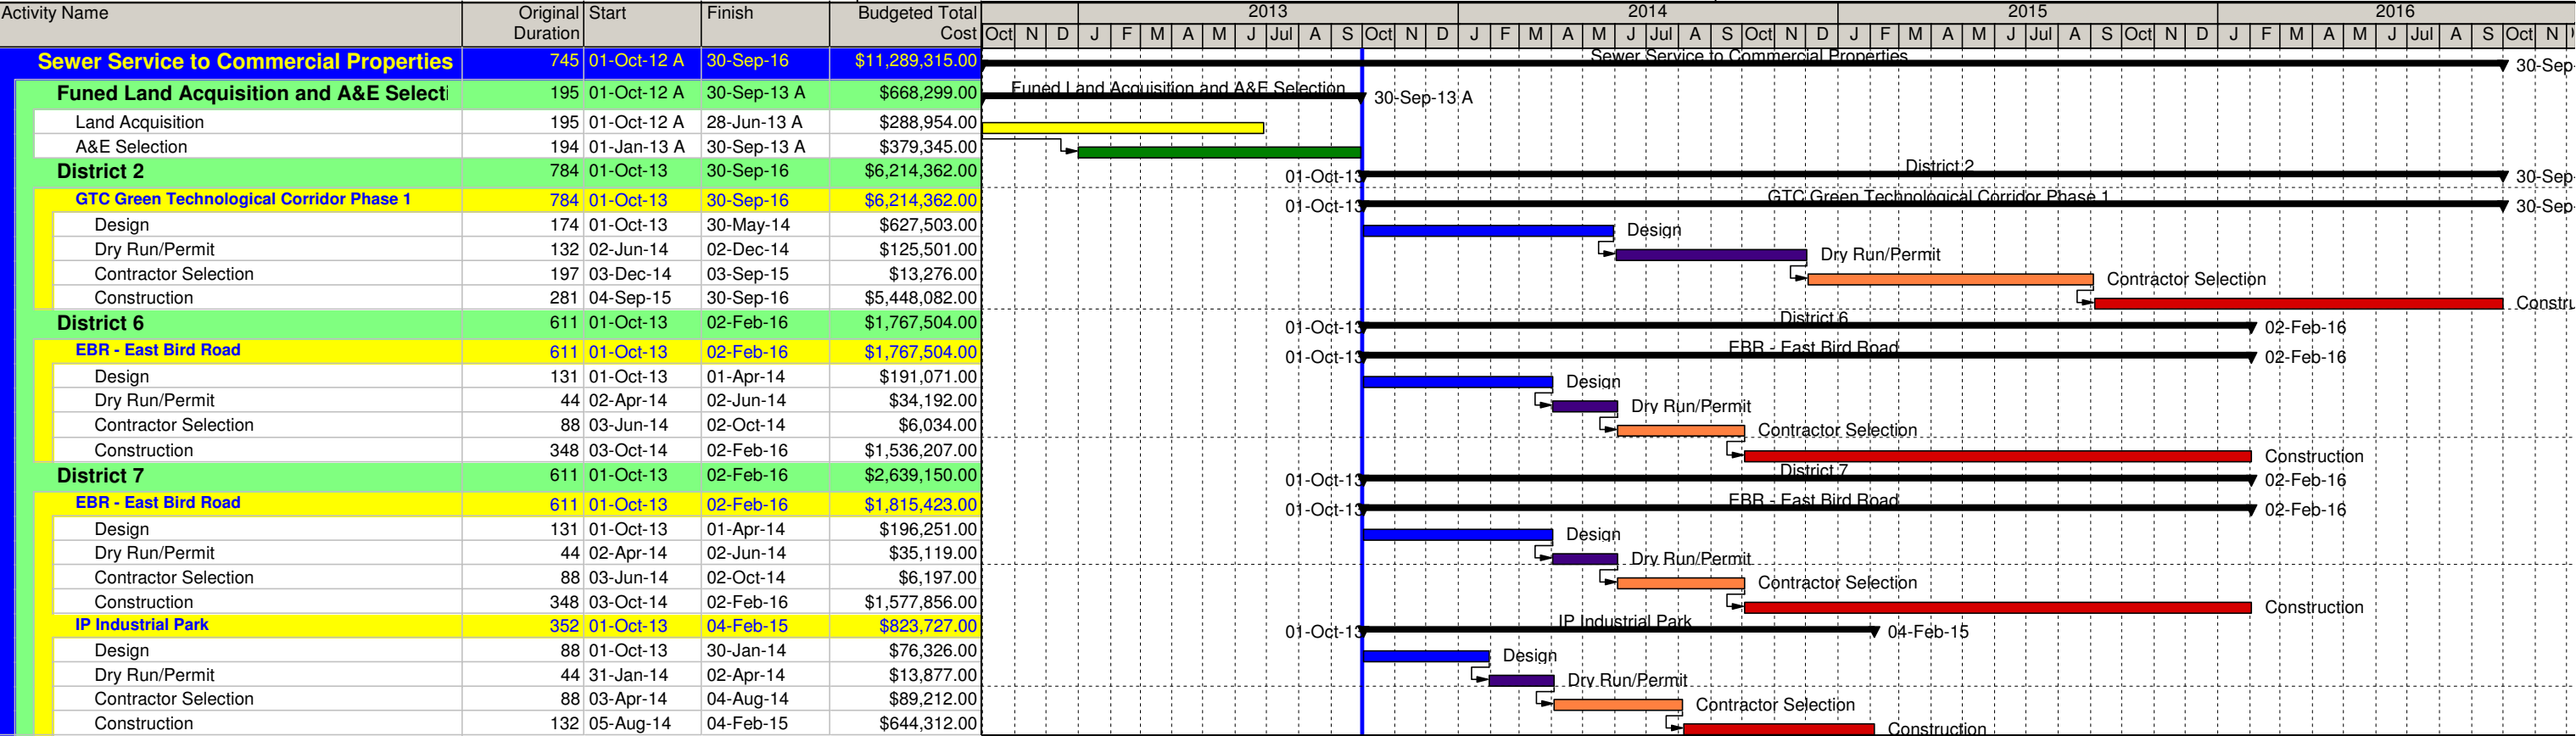 Activity Name Original Duration Start Finish Budgeted Total Cost 2013 2014 2015 2016
Oct N D J F M A M J Jul A S Oct N D J F M A M J Jul A S Oct N D J F M A M J Jul A S Oct N D J F M A M J Jul A S Oct N
Sewer Service to Commercial Properties 745 01-Oct-12 A 30-Sep-16 $11,289,315.00 Sewer Service to Commercial Properties 30-Sep-
Funed Land Acquisition and A&E Selecti 195 01-Oct-12 A 30-Sep-13 A $668,299.00 Funed Land Acquisition and A&E Selection 30-Sep-13 A
Land Acquisition 195 01-Oct-12 A 28-Jun-13 A $288,954.00
A&E Selection 194 01-Jan-13 A 30-Sep-13 A $379,345.00
District 2 784 01-Oct-13 30-Sep-16 $6,214,362.00 01-Oct-13 District 2 30-Sep-
GTC Green Technological Corridor Phase 1 784 01-Oct-13 30-Sep-16 $6,214,362.00 01-Oct-13 GTC Green Technological Corridor Phase 1 30-Sep-
Design 174 01-Oct-13 30-May-14 $627,503.00 Design
Dry Run/Permit 132 02-Jun-14 02-Dec-14 $125,501.00 Dry Run/Permit
Contractor Selection 197 03-Dec-14 03-Sep-15 $13,276.00 Contractor Selection
Construction 281 04-Sep-15 30-Sep-16 $5,448,082.00 Constru
District 6 611 01-Oct-13 02-Feb-16 $1,767,504.00 01-Oct-13 District 6 02-Feb-16
EBR - East Bird Road 611 01-Oct-13 02-Feb-16 $1,767,504.00 01-Oct-13 EBR - East Bird Road 02-Feb-16
Design 131 01-Oct-13 01-Apr-14 $191,071.00 Design
Dry Run/Permit 44 02-Apr-14 02-Jun-14 $34,192.00 Dry Run/Permit
Contractor Selection 88 03-Jun-14 02-Oct-14 $6,034.00 Contractor Selection
Construction 348 03-Oct-14 02-Feb-16 $1,536,207.00 Construction
District 7 611 01-Oct-13 02-Feb-16 $2,639,150.00 01-Oct-13 District 7 02-Feb-16
EBR - East Bird Road 611 01-Oct-13 02-Feb-16 $1,815,423.00 01-Oct-13 EBR - East Bird Road 02-Feb-16
Design 131 01-Oct-13 01-Apr-14 $196,251.00 Design
Dry Run/Permit 44 02-Apr-14 02-Jun-14 $35,119.00 Dry Run/Permit
Contractor Selection 88 03-Jun-14 02-Oct-14 $6,197.00 Contractor Selection
Construction 348 03-Oct-14 02-Feb-16 $1,577,856.00 Construction
IP Industrial Park 352 01-Oct-13 04-Feb-15 $823,727.00 01-Oct-13 IP Industrial Park 04-Feb-15
Design 88 01-Oct-13 30-Jan-14 $76,326.00 Design
Dry Run/Permit 44 31-Jan-14 02-Apr-14 $13,877.00 Dry Run/Permit
Contractor Selection 88 03-Apr-14 04-Aug-14 $89,212.00 Contractor Selection
Construction 132 05-Aug-14 04-Feb-15 $644,312.00 Construction